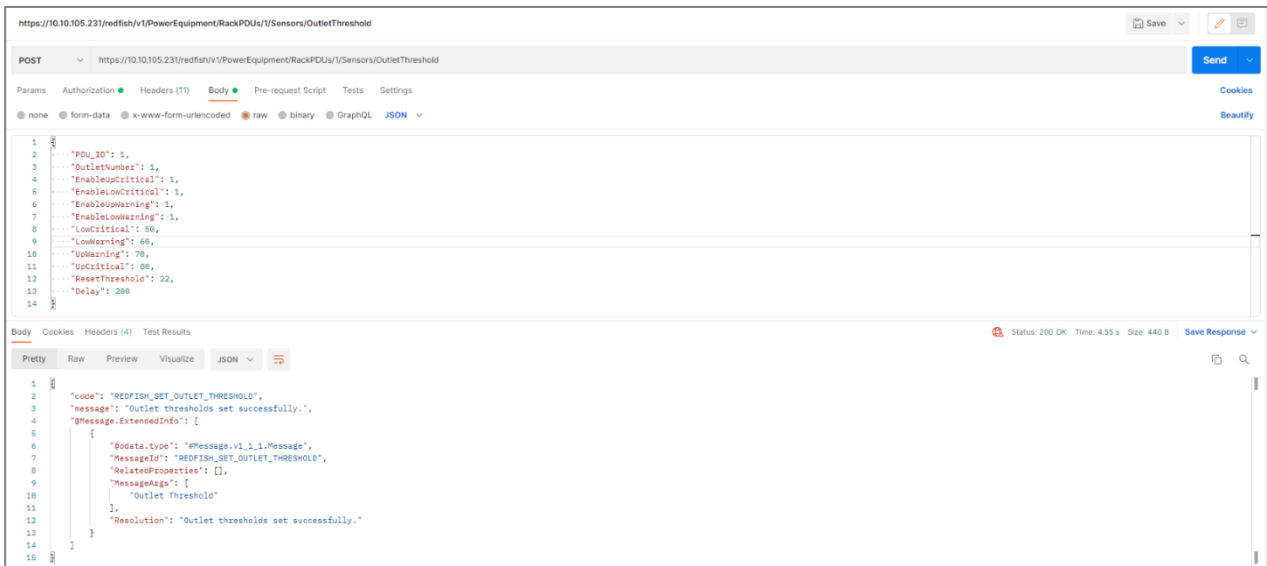 https://10.10.105.231/redfish/v1/PowerEquipment/RackPDUs/1/Sensors/OutletThreshold
Save
POST https://10.10.105.231/redfish/v1/PowerEquipment/RackPDUs/1/Sensors/OutletThreshold Send
Params Authorization Headers (11) Body Pre-request Script Tests Settings Cookies
none form-data x-www-form-urlencoded raw binary GraphQL JSON Beautify
1 {
2 "PDU_ID": 1,
3 "OutletNumber": 1,
4 "EnableUpCritical": 1,
5 "EnableLowCritical": 1,
6 "EnableUpWarning": 1,
7 "EnableLowWarning": 1,
8 "LowCritical": 50,
9 "LowWarning": 60,
10 "UpWarning": 70,
11 "UpCritical": 80,
12 "ResetThreshold": 22,
13 "Delay": 200
14 }
Body Cookies Headers (4) Test Results Status: 200 OK Time: 4.55 s Size: 440 B Save Response
Pretty Raw Preview Visualize JSON
1 {
2 "code": "REDFISH_SET_OUTLET_THRESHOLD",
3 "message": "Outlet thresholds set successfully.",
4 "@Message.ExtendedInfo": [
5 {
6 "@odata.type": "#Message.v1_1_1.Message",
7 "MessageId": "REDFISH_SET_OUTLET_THRESHOLD",
8 "RelatedProperties": [],
9 "MessageArgs": [
10 "Outlet Threshold"
11 ],
12 "Resolution": "Outlet thresholds set successfully."
13 }
14 ]
15 }